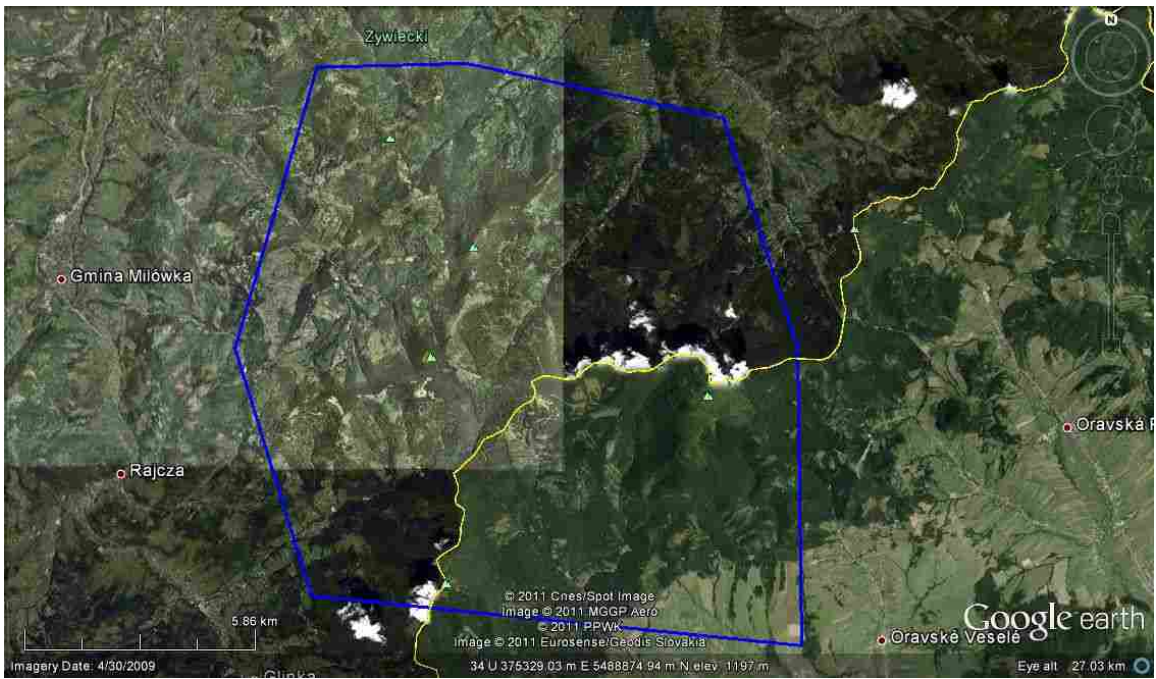 Żywiecki
N
Gmina Milówka
Oravská P
Rajcza
© 2011 Cnes/Spot Image
Image © 2011 MGGP Aero
© 2011 PPWK
Image © 2011 Eurosense/Geodis Slovakia
5.86 km
Google earth
Oravské Veselé
Imagery Date: 4/30/2009
Glinka
34 U 375329.03 m E 5488874.94 m N elev 1197 m
Eye alt 27.03 km